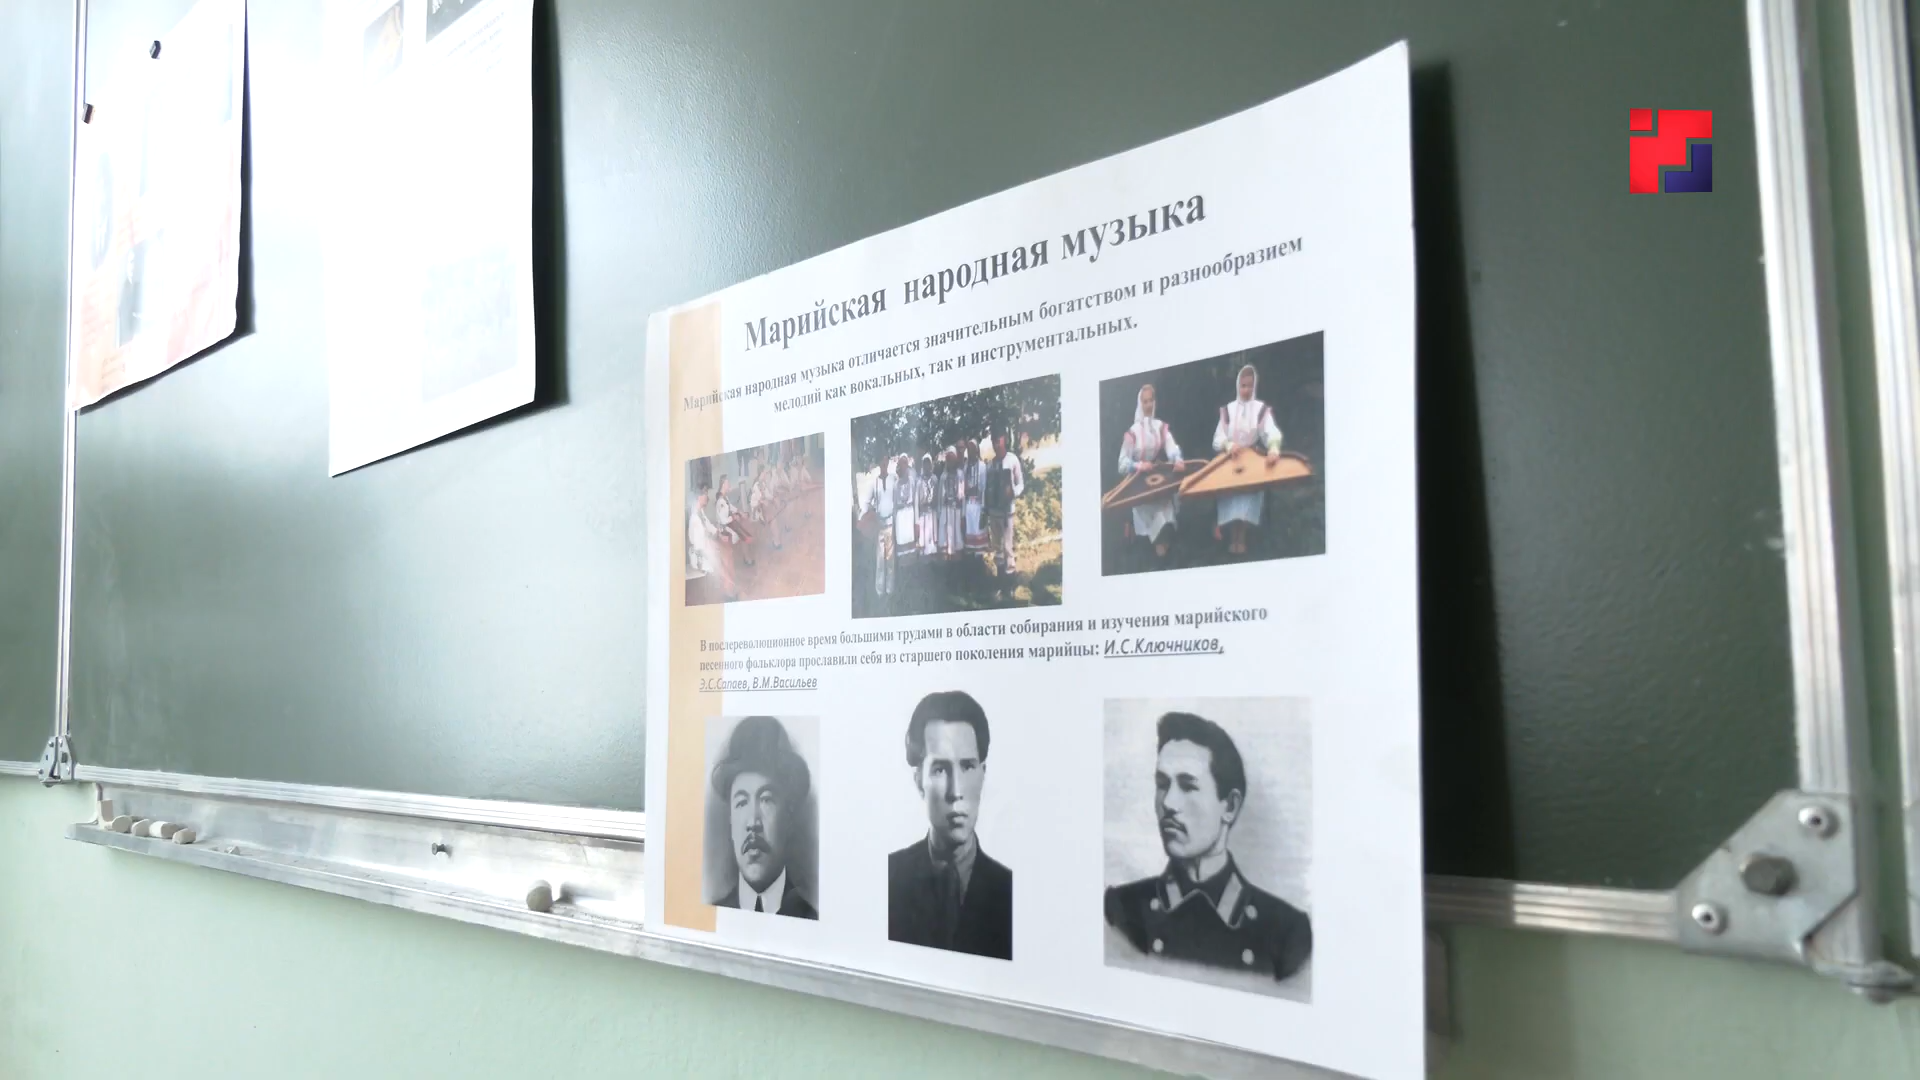 Марийская народная музыка
Марийская народная музыка отличается значительным богатством и разнообразием
мелодий как вокальных, так и инструментальных.
В послереволюционное время большими трудами в области собирания и изучения марийского
песенного фольклора прославили себя из старшего поколения марийцы: И.С.Ключников,
Э.С.Сапаев, В.М.Васильев